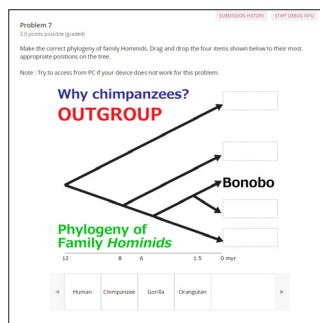 SUBMISSION HISTORY STAFF DEBUG INFO
Problem 7
2.0 points possible (graded)
Make the correct phylogeny of family Hominids. Drag and drop the four items shown below to their most
appropriate positions on the tree.
Note : Try to access from PC if your device does not work for this problem.
Why chimpanzees?
OUTGROUP
Bonobo
Phylogeny of
Family Hominids
12 8 6 1.5 0 myr
Human Chimpanzee Gorilla Orangutan